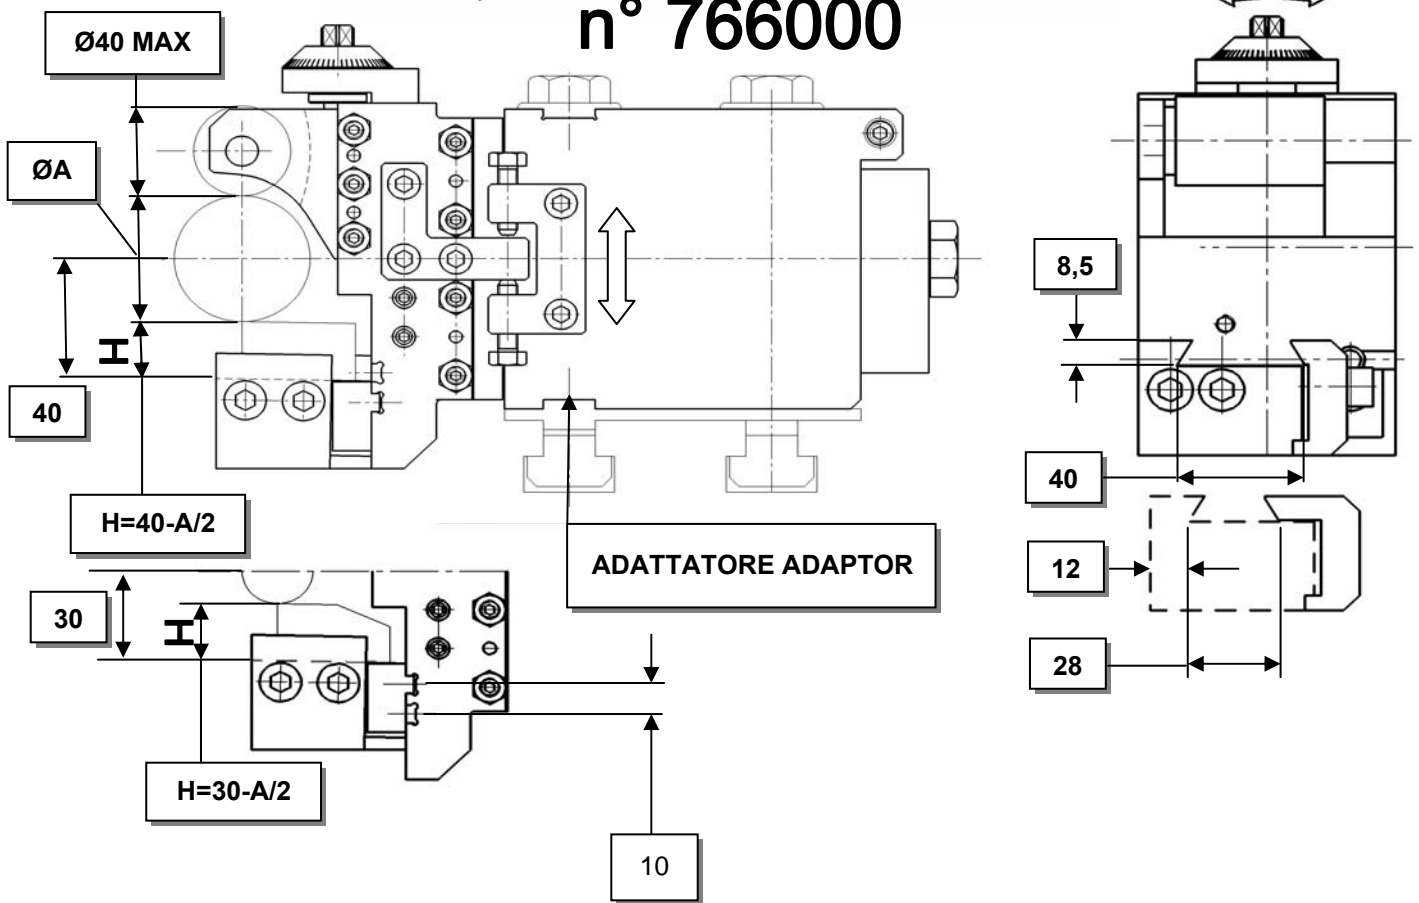 n° 766000
Ø40 MAX
ØA
8,5
H
40
40
H=40-A/2
ADATTATORE ADAPTOR
12
30
H
28
H=30-A/2
10